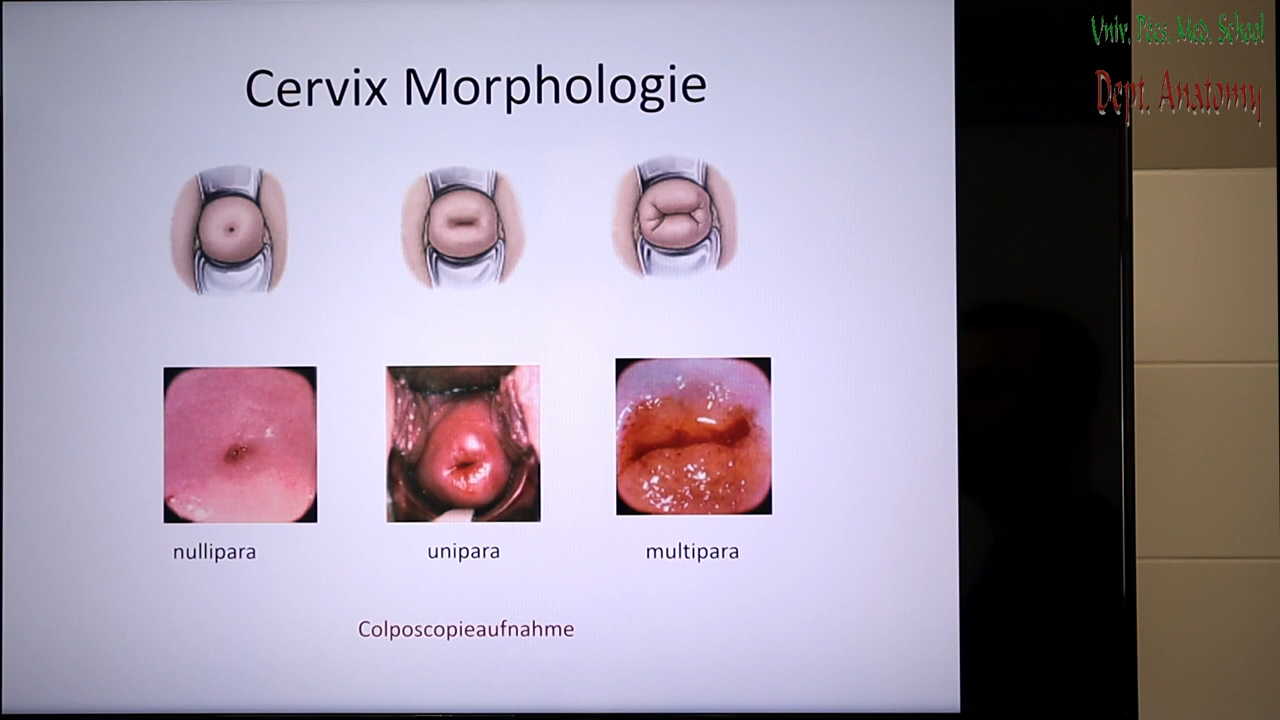 Cervix Morphologie
nullipara
unipara
multipara
Colposcopieaufnahme
Univ. Pécs. Med. School
Dept. Anatomy